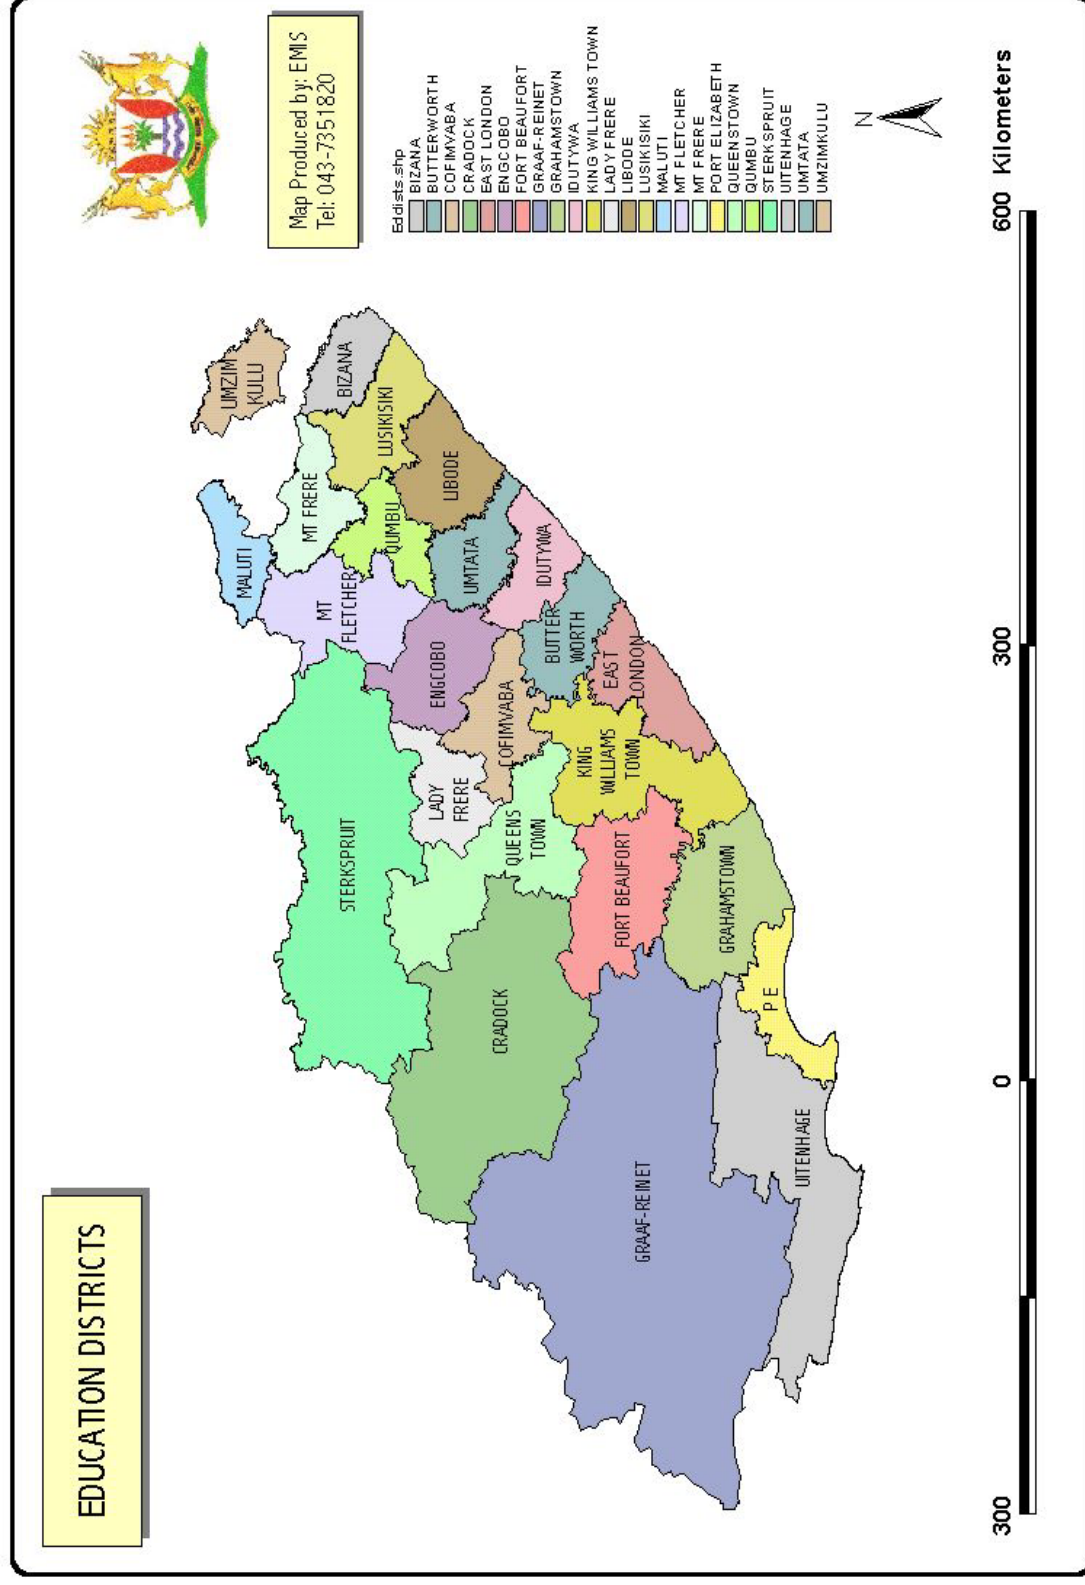 EDUCATION DISTRICTS
Map Produced by: EMIS
Tel: 043-7351820
Eddists.shp
BIZANA
BUTTERWORTH
COFIMVABA
CRADOCK
EAST LONDON
ENGCOBO
FORT BEAUFORT
GRAAF-REINET
GRAHAMSTOWN
IDUTYWA
KING WILLIAMS TOWN
LADY FRERE
LIBODE
LUSIKISIKI
MALUTI
MT FLETCHER
MT FRERE
PORT ELIZABETH
QUEENSTOWN
QUMBU
STERKSPRUIT
UITENHAGE
UMTATA
UMZIMKULU
N
UMZIM
KULU
MALUTI
MT FRERE
BIZANA
MT
FLETCHER
LUSIKISIKI
QUMBU
LIBODE
STERKSPRUIT
ENGCOBO
UMTATA
LADY
FRERE
COFIMVABA
IDUTYWA
QUEENS
TOWN
BUTTER
WORTH
CRADOCK
KING
WLLIAMS
TOWN
EAST
LONDON
FORT BEAUFORT
GRAAF-REINET
GRAHAMSTOWN
P E
UITENHAGE
300
0
300
600 Kilometers